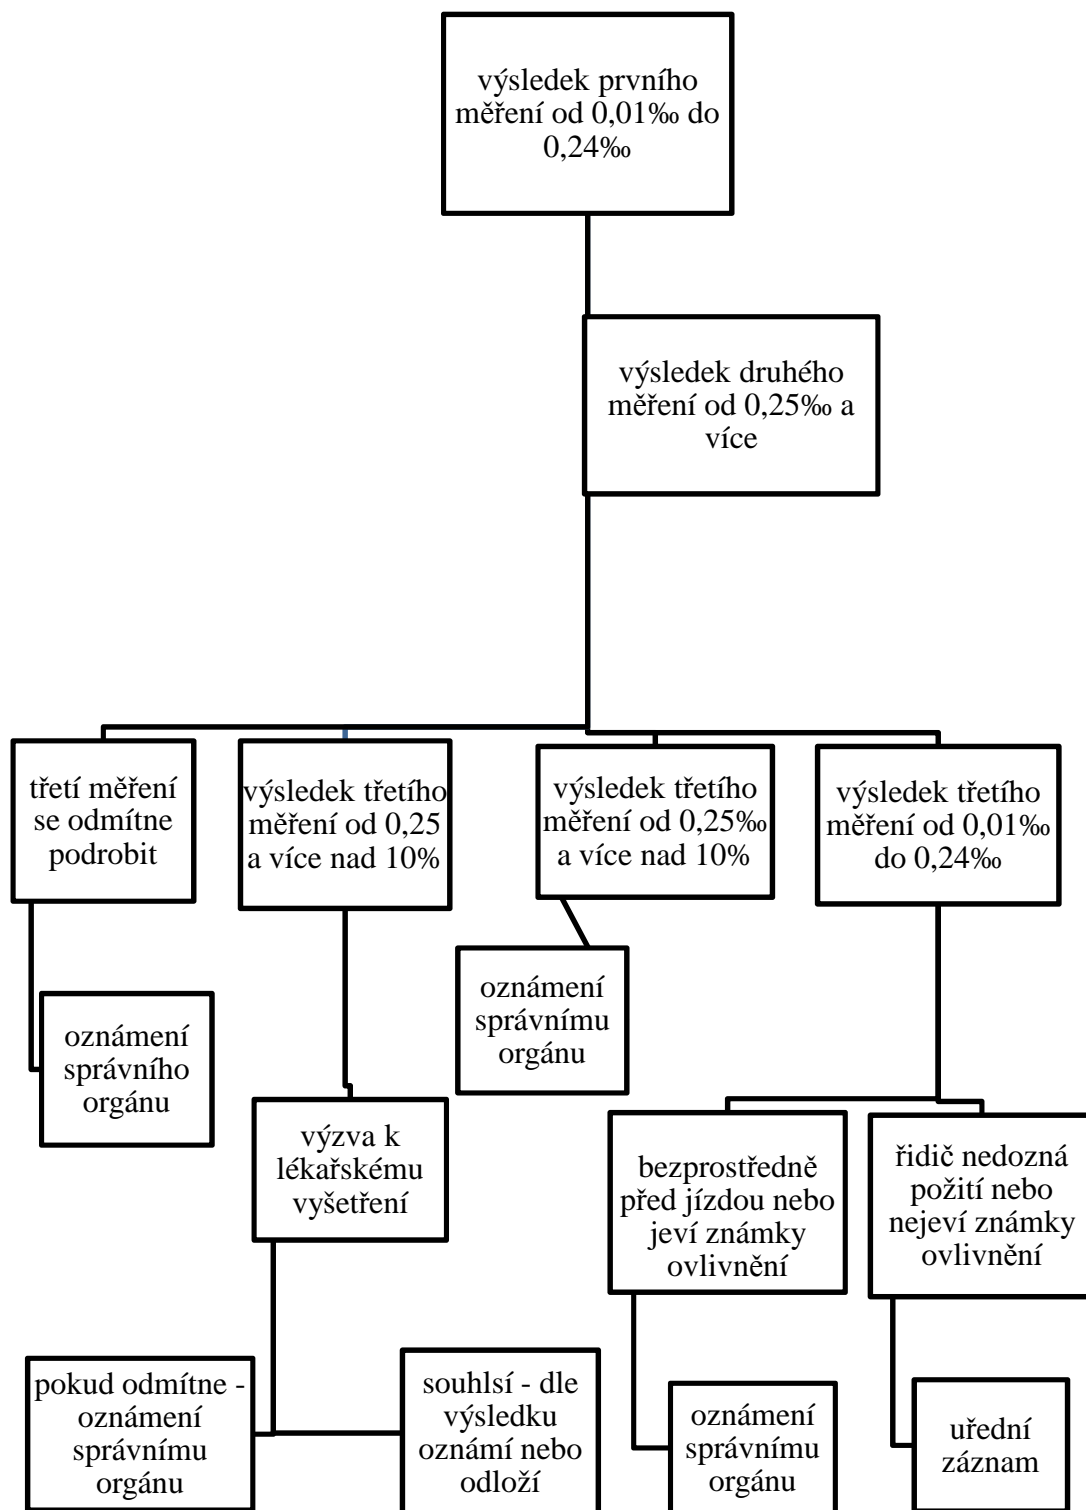 výsledek prvního
měření od 0,01‰ do
0,24‰
výsledek druhého
měření od 0,25‰ a
více
třetí měření
se odmítne
podrobit
výsledek třetího
měření od 0,25
a více nad 10%
výsledek třetího
měření od 0,25‰
a více nad 10%
výsledek třetího
měření od 0,01‰
do 0,24‰
oznámení
správního
orgánu
oznámení
správnímu
orgánu
výzva k
lékařskému
vyšetření
bezprostředně
před jízdou nebo
jeví známky
ovlivnění
řidič nedozná
požití nebo
nejeví známky
ovlivnění
pokud odmítne -
oznámení
správnímu
orgánu
souhlsí - dle
výsledku
oznámí nebo
odloží
oznámení
správnímu
orgánu
uřední
záznam